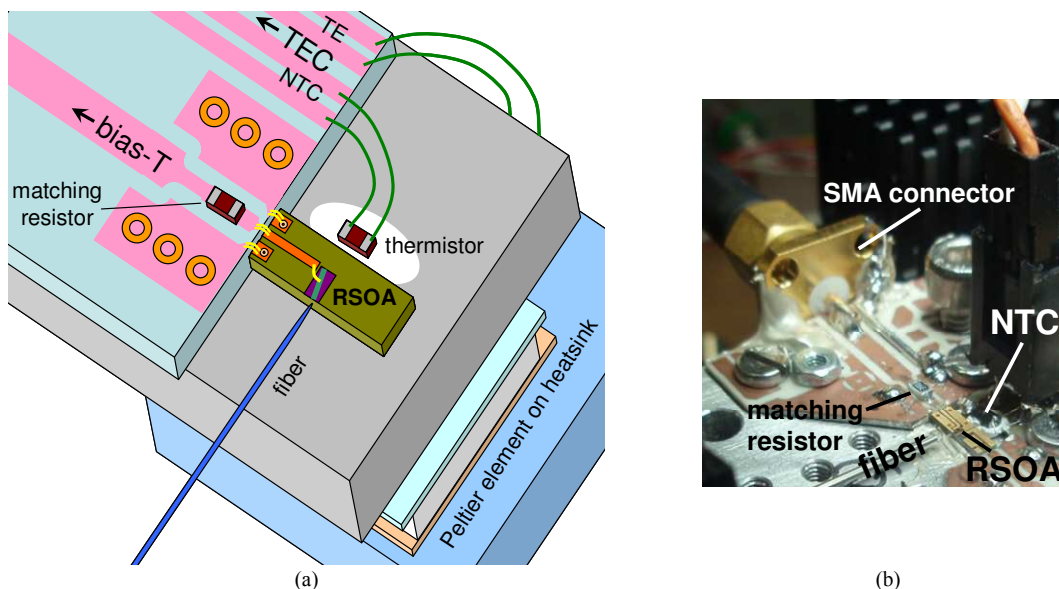 TE
TEC
NTC
bias-T
matching
resistor
thermistor
RSOA
fiber
Peltier element on heatsink
(a)
SMA connector
NTC
matching
resistor
fiber
RSOA
(b)